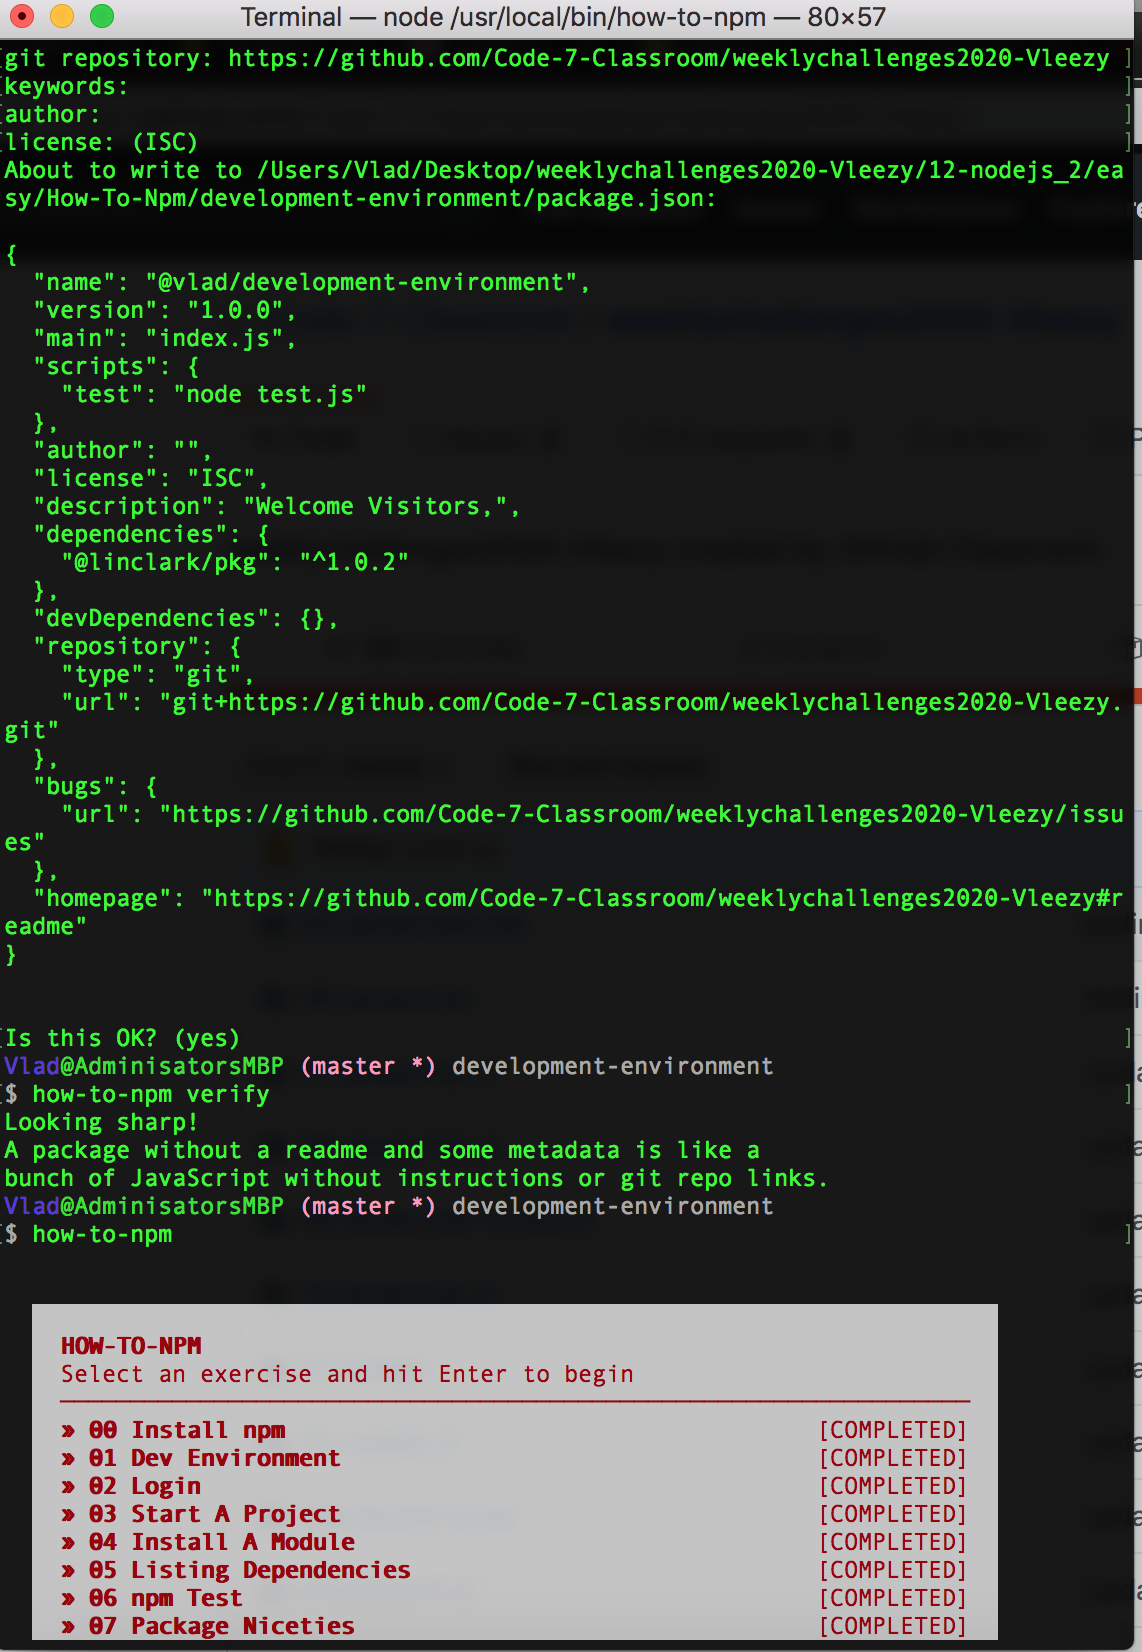 Terminal — node /usr/local/bin/how-to-npm — 80×57
git repository: https://github.com/Code-7-Classroom/weeklychallenges2020-Vleezy
keywords:
author:
license: (ISC)
About to write to /Users/Vlad/Desktop/weeklychallenges2020-Vleezy/12-nodejs_2/ea
sy/How-To-Npm/development-environment/package.json:
{
"name": "@vlad/development-environment",
"version": "1.0.0",
"main": "index.js",
"scripts": {
"test": "node test.js"
},
"author": "",
"license": "ISC",
"description": "Welcome Visitors,",
"dependencies": {
"@linclark/pkg": "^1.0.2"
},
"devDependencies": {},
"repository": {
"type": "git",
"url": "git+https://github.com/Code-7-Classroom/weeklychallenges2020-Vleezy.
git"
},
"bugs": {
"url": "https://github.com/Code-7-Classroom/weeklychallenges2020-Vleezy/issu
es"
},
"homepage": "https://github.com/Code-7-Classroom/weeklychallenges2020-Vleezy#r
eadme"
}
Is this OK? (yes)
Vlad@AdminisatorsMBP (master *) development-environment
$ how-to-npm verify
Looking sharp!
A package without a readme and some metadata is like a
bunch of JavaScript without instructions or git repo links.
Vlad@AdminisatorsMBP (master *) development-environment
$ how-to-npm
HOW-TO-NPM
Select an exercise and hit Enter to begin
» 00 Install npm [COMPLETED]
» 01 Dev Environment [COMPLETED]
» 02 Login [COMPLETED]
» 03 Start A Project [COMPLETED]
» 04 Install A Module [COMPLETED]
» 05 Listing Dependencies [COMPLETED]
» 06 npm Test [COMPLETED]
» 07 Package Niceties [COMPLETED]